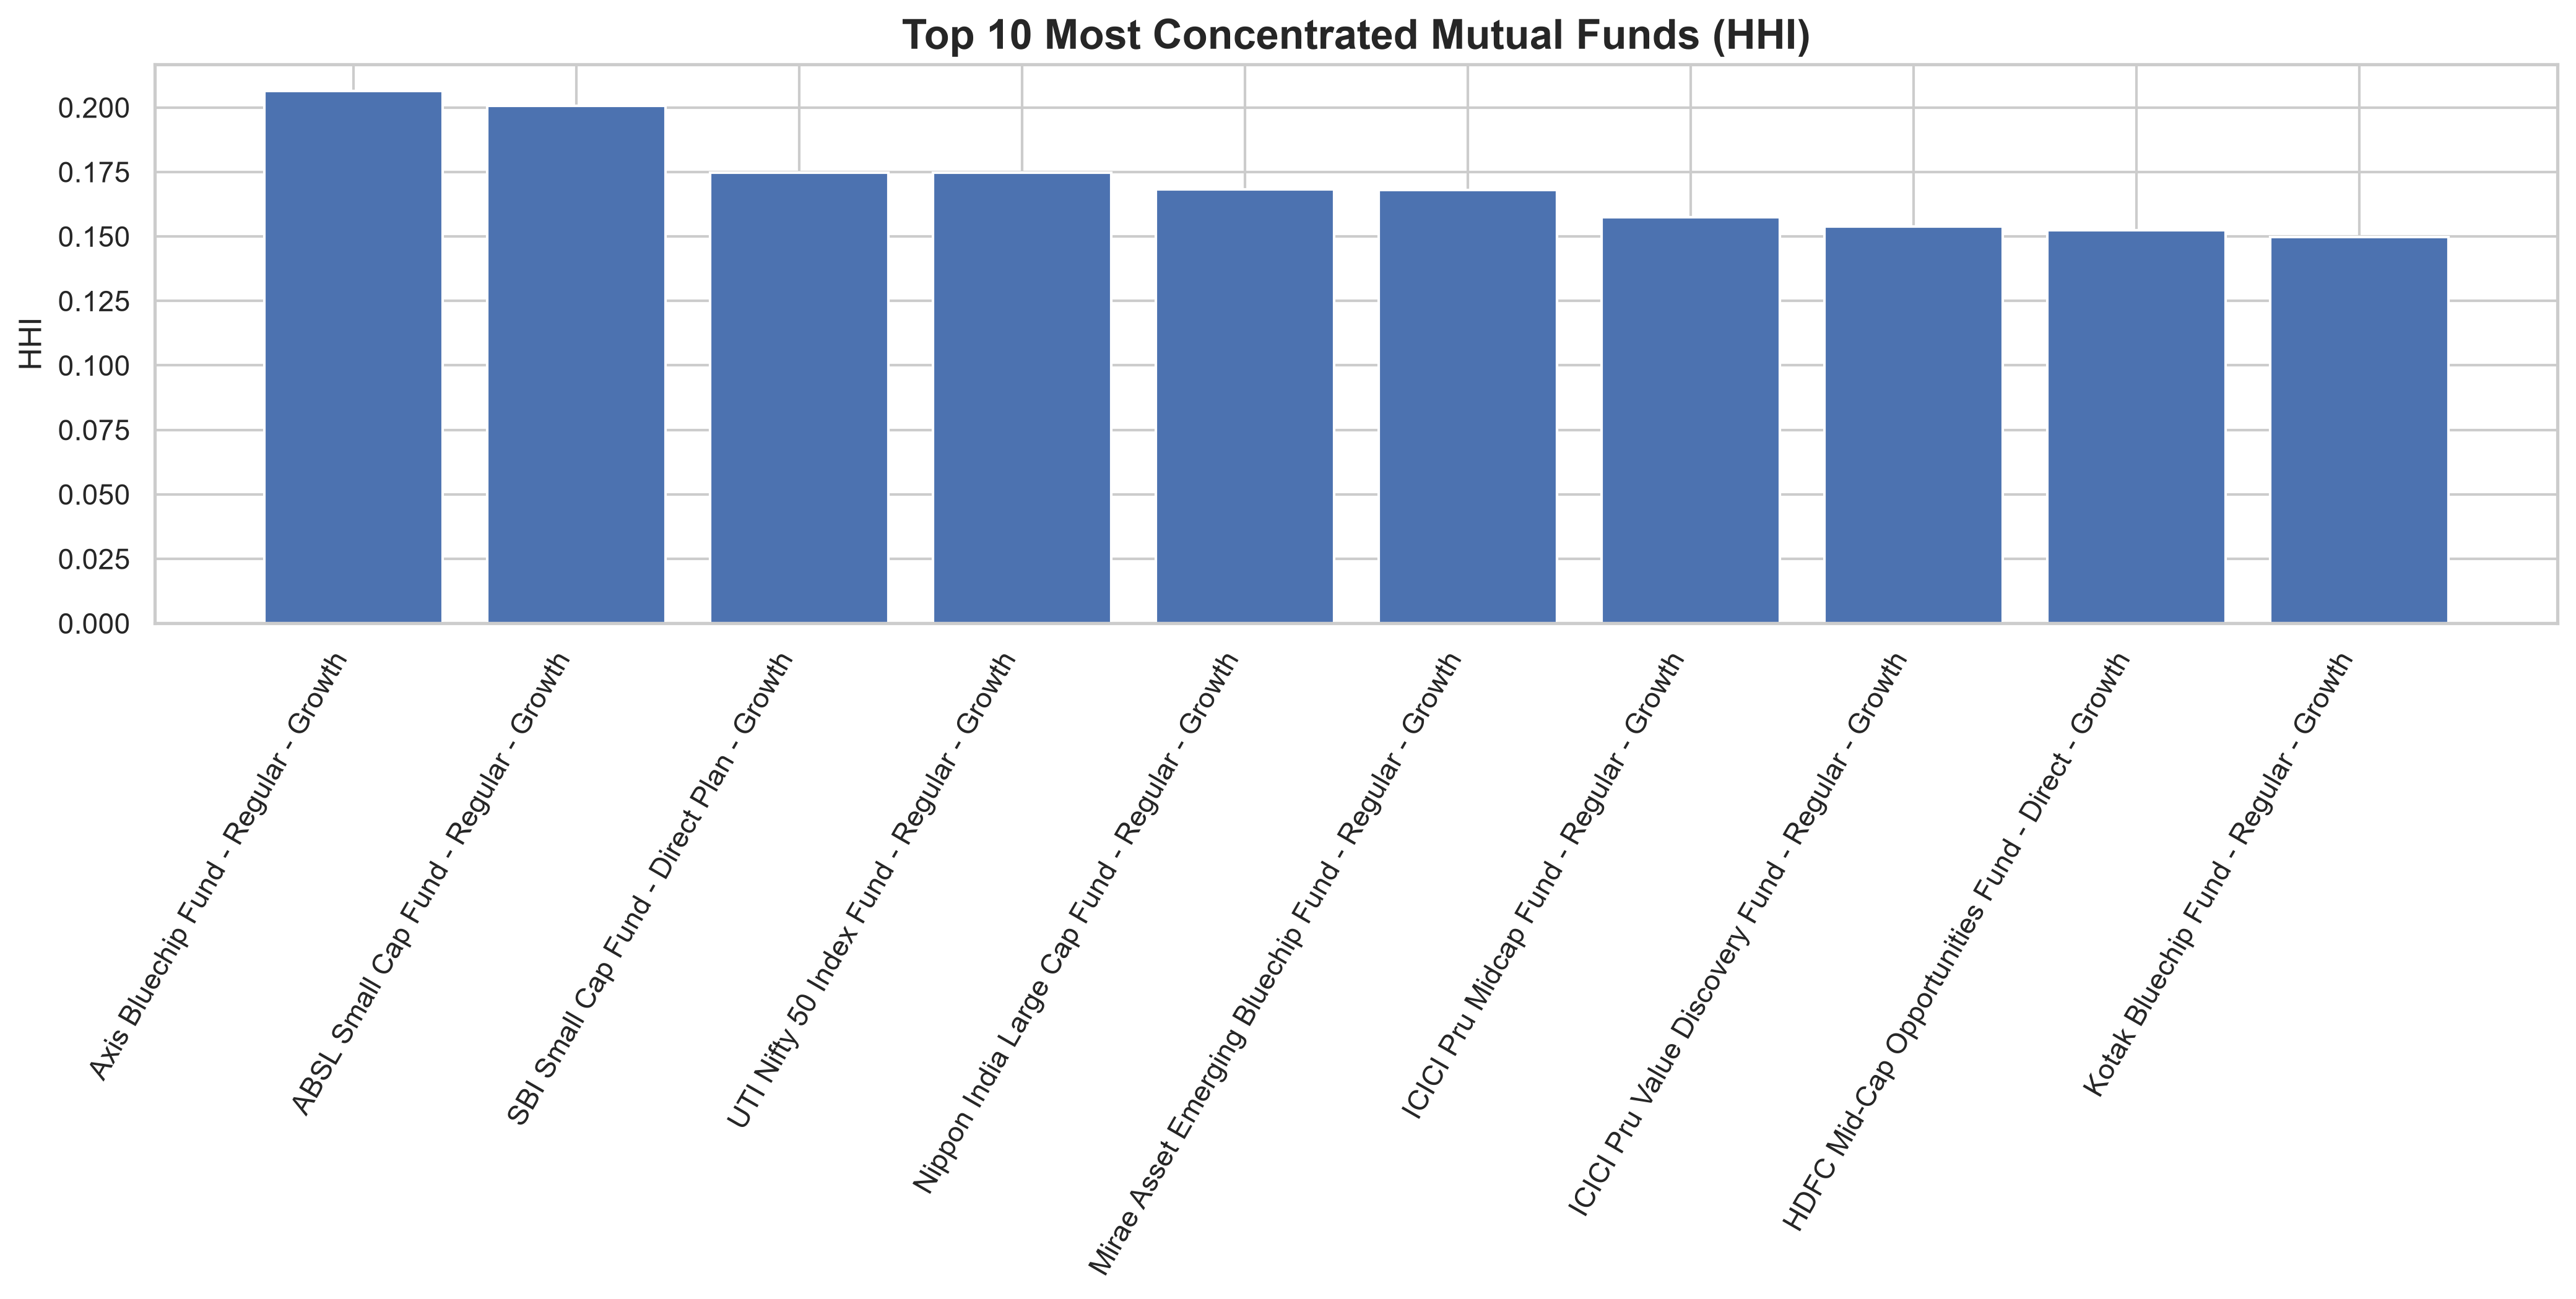 Top 10 Most Concentrated Mutual Funds (HHI)
HHI
0.200
0.175
0.150
0.125
0.100
0.075
0.050
0.025
0.000
Axis Bluechip Fund - Regular - Growth
ABSL Small Cap Fund - Regular - Growth
SBI Small Cap Fund - Direct Plan - Growth
UTI Nifty 50 Index Fund - Regular - Growth
Nippon India Large Cap Fund - Regular - Growth
Mirae Asset Emerging Bluechip Fund - Regular - Growth
ICICI Pru Midcap Fund - Regular - Growth
ICICI Pru Value Discovery Fund - Regular - Growth
HDFC Mid-Cap Opportunities Fund - Direct - Growth
Kotak Bluechip Fund - Regular - Growth